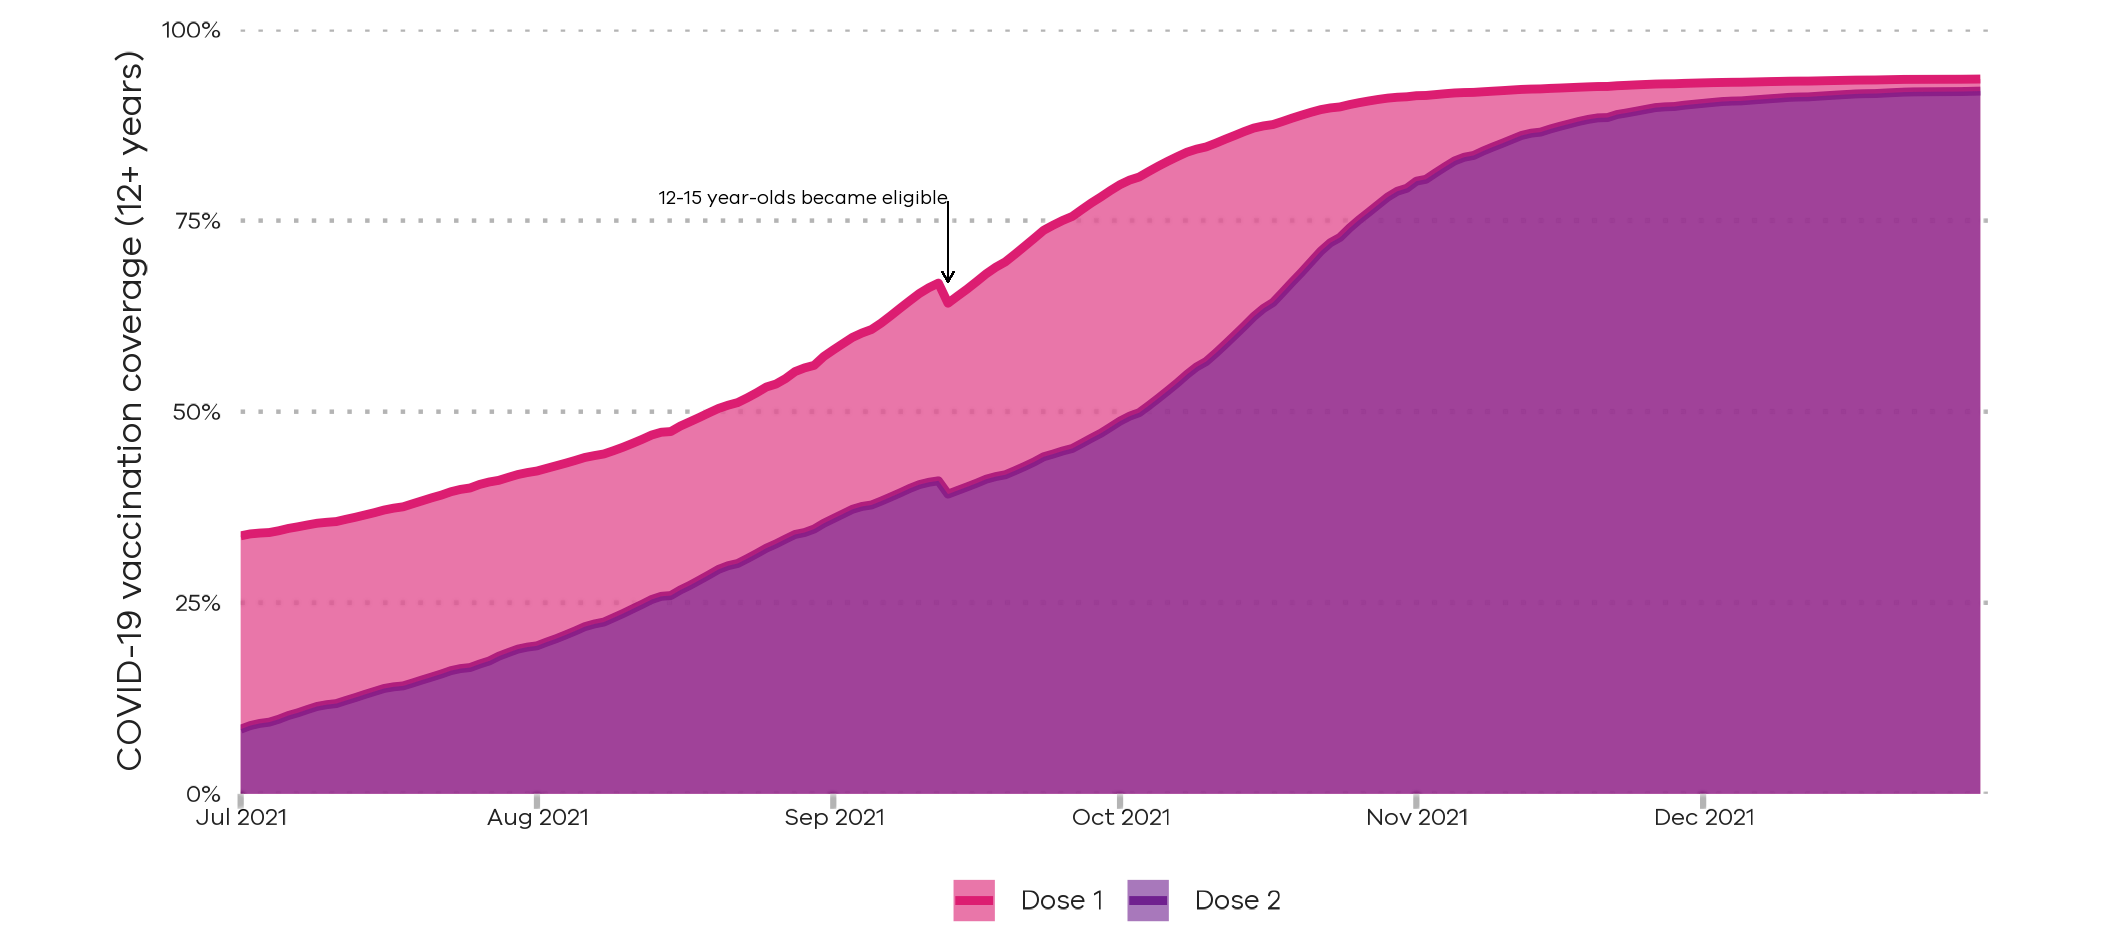 COVID-19 vaccination coverage (12+ years)
100%
75%
50%
25%
0%
12-15 year-olds became eligible
Jul 2021 Aug 2021 Sep 2021 Oct 2021 Nov 2021 Dec 2021
Dose 1 Dose 2